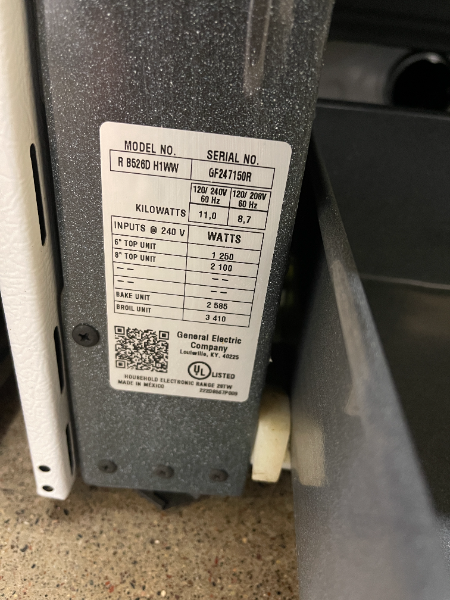 MODEL NO. SERIAL NO.
R B526D H1WW GF247150R
120/ 240V 120/ 208V
60 Hz 60 Hz
KILOWATTS 11,0 8,7
INPUTS @ 240 V WATTS
6" TOP UNIT 1 250
8" TOP UNIT 2 100
-- --
-- --
-- --
BAKE UNIT 2 585
BROIL UNIT 3 410
General Electric
Company
Louisville, KY. 40225
UL LISTED
HOUSEHOLD ELECTRONIC RANGE 26TW
MADE IN MEXICO